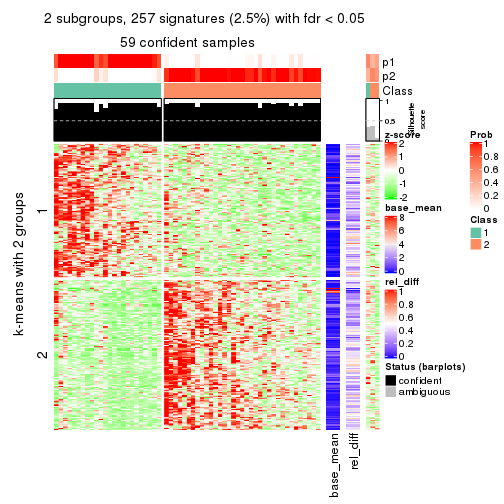 2 subgroups, 257 signatures (2.5%) with fdr < 0.05
59 confident samples
p1
p2
Class
1
0.5
0
Silhouette
score
k-means with 2 groups
1
2
base_mean
rel_diff
z-score
2
1
0
-1
-2
base_mean
8
6
4
2
0
rel_diff
1
0.8
0.6
0.4
0.2
0
Status (barplots)
confident
ambiguous
Prob
1
0.8
0.6
0.4
0.2
0
Class
1
2